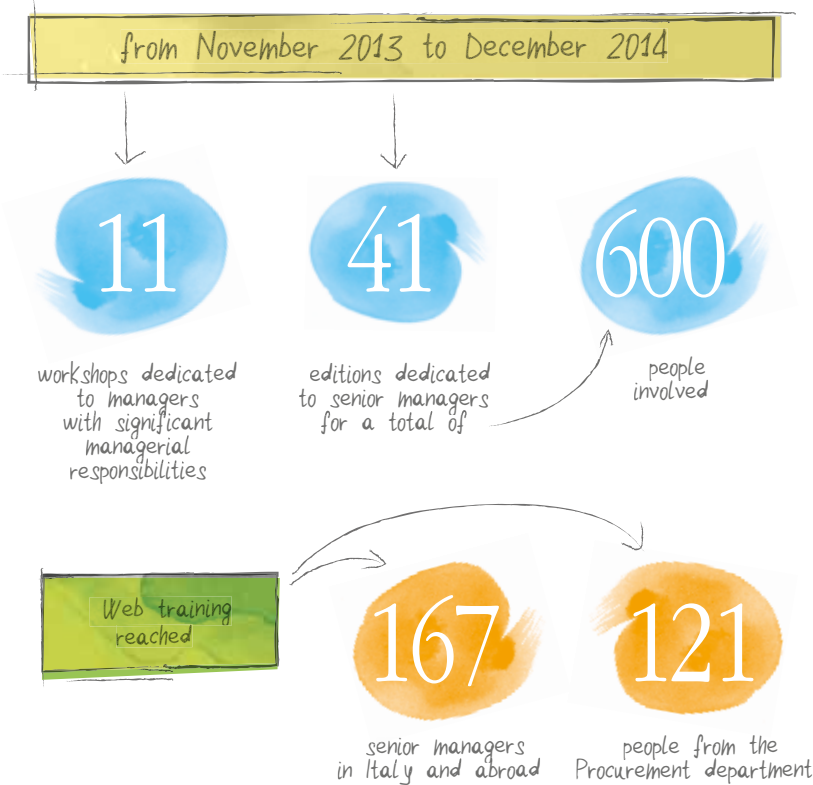 from November 2013 to December 2014
11
workshops dedicated
to managers
with significant
managerial
responsibilities
41
editions dedicated
to senior managers
for a total of
600
people
involved
Web training
reached
167
senior managers
in Italy and abroad
121
people from the
Procurement department